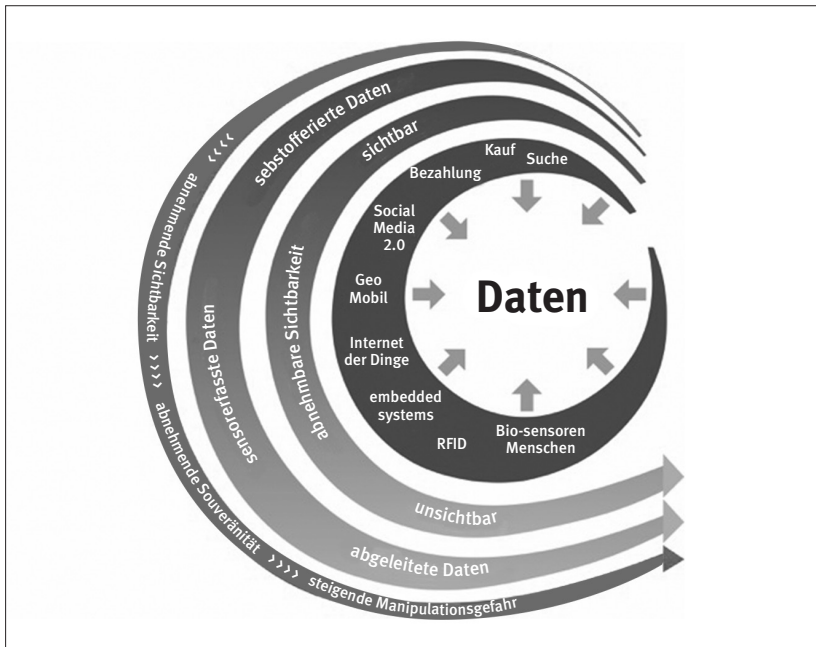 ‹‹‹‹
abnehmende Sichtbarkeit
››››
abnehmende Souveränität
››››
steigende Manipulationsgefahr
sebstofferierte Daten
sensorerfasste Daten
abgeleitete Daten
sichtbar
abnehmbare Sichtbarkeit
unsichtbar
Suche
Kauf
Bezahlung
Social
Media
2.0
Geo
Mobil
Internet
der Dinge
embedded
systems
RFID
Bio-sensoren
Menschen
Daten